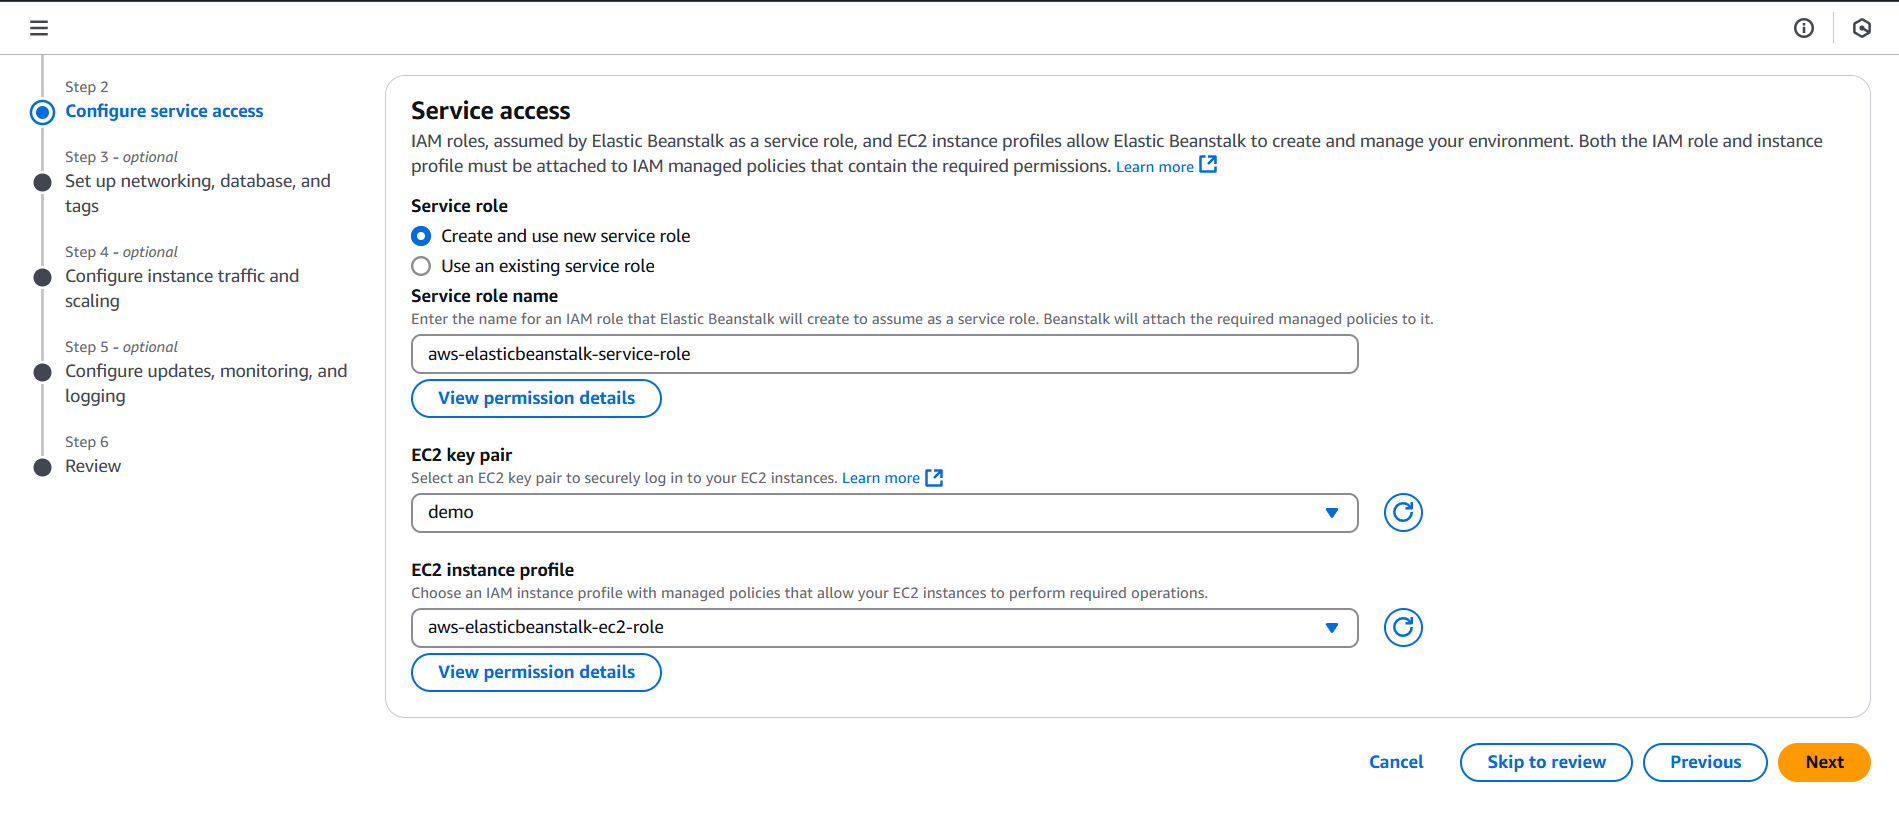 Step 2
Configure service access
Step 3 - optional
Set up networking, database, and
tags
Step 4 - optional
Configure instance traffic and
scaling
Step 5 - optional
Configure updates, monitoring, and
logging
Step 6
Review
Service access
IAM roles, assumed by Elastic Beanstalk as a service role, and EC2 instance profiles allow Elastic Beanstalk to create and manage your environment. Both the IAM role and instance
profile must be attached to IAM managed policies that contain the required permissions. Learn more
Service role
Create and use new service role
Use an existing service role
Service role name
Enter the name for an IAM role that Elastic Beanstalk will create to assume as a service role. Beanstalk will attach the required managed policies to it.
aws-elasticbeanstalk-service-role
View permission details
EC2 key pair
Select an EC2 key pair to securely log in to your EC2 instances. Learn more
demo
EC2 instance profile
Choose an IAM instance profile with managed policies that allow your EC2 instances to perform required operations.
aws-elasticbeanstalk-ec2-role
View permission details
Cancel
Skip to review
Previous
Next